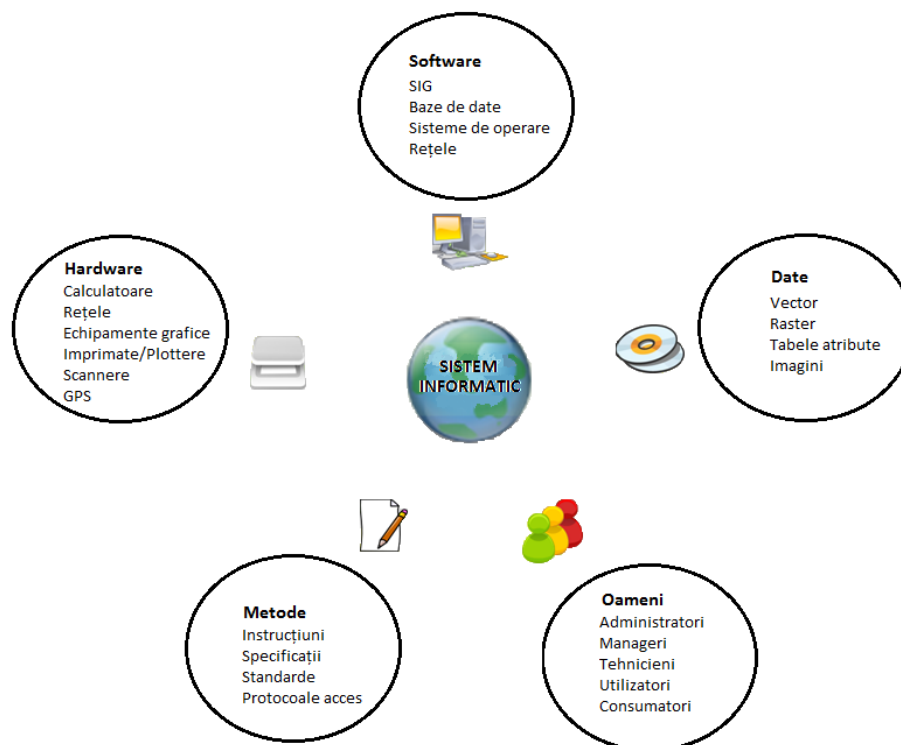 Software
SIG
Baze de date
Sisteme de operare
Rețele
Hardware
Calculatoare
Rețele
Echipamente grafice
Imprimate/Plottere
Scannere
GPS
SISTEM
INFORMATIC
Date
Vector
Raster
Tabele atribute
Imagini
Metode
Instrucțiuni
Specificații
Standarde
Protocoale acces
Oameni
Administratori
Manageri
Tehnicieni
Utilizatori
Consumatori